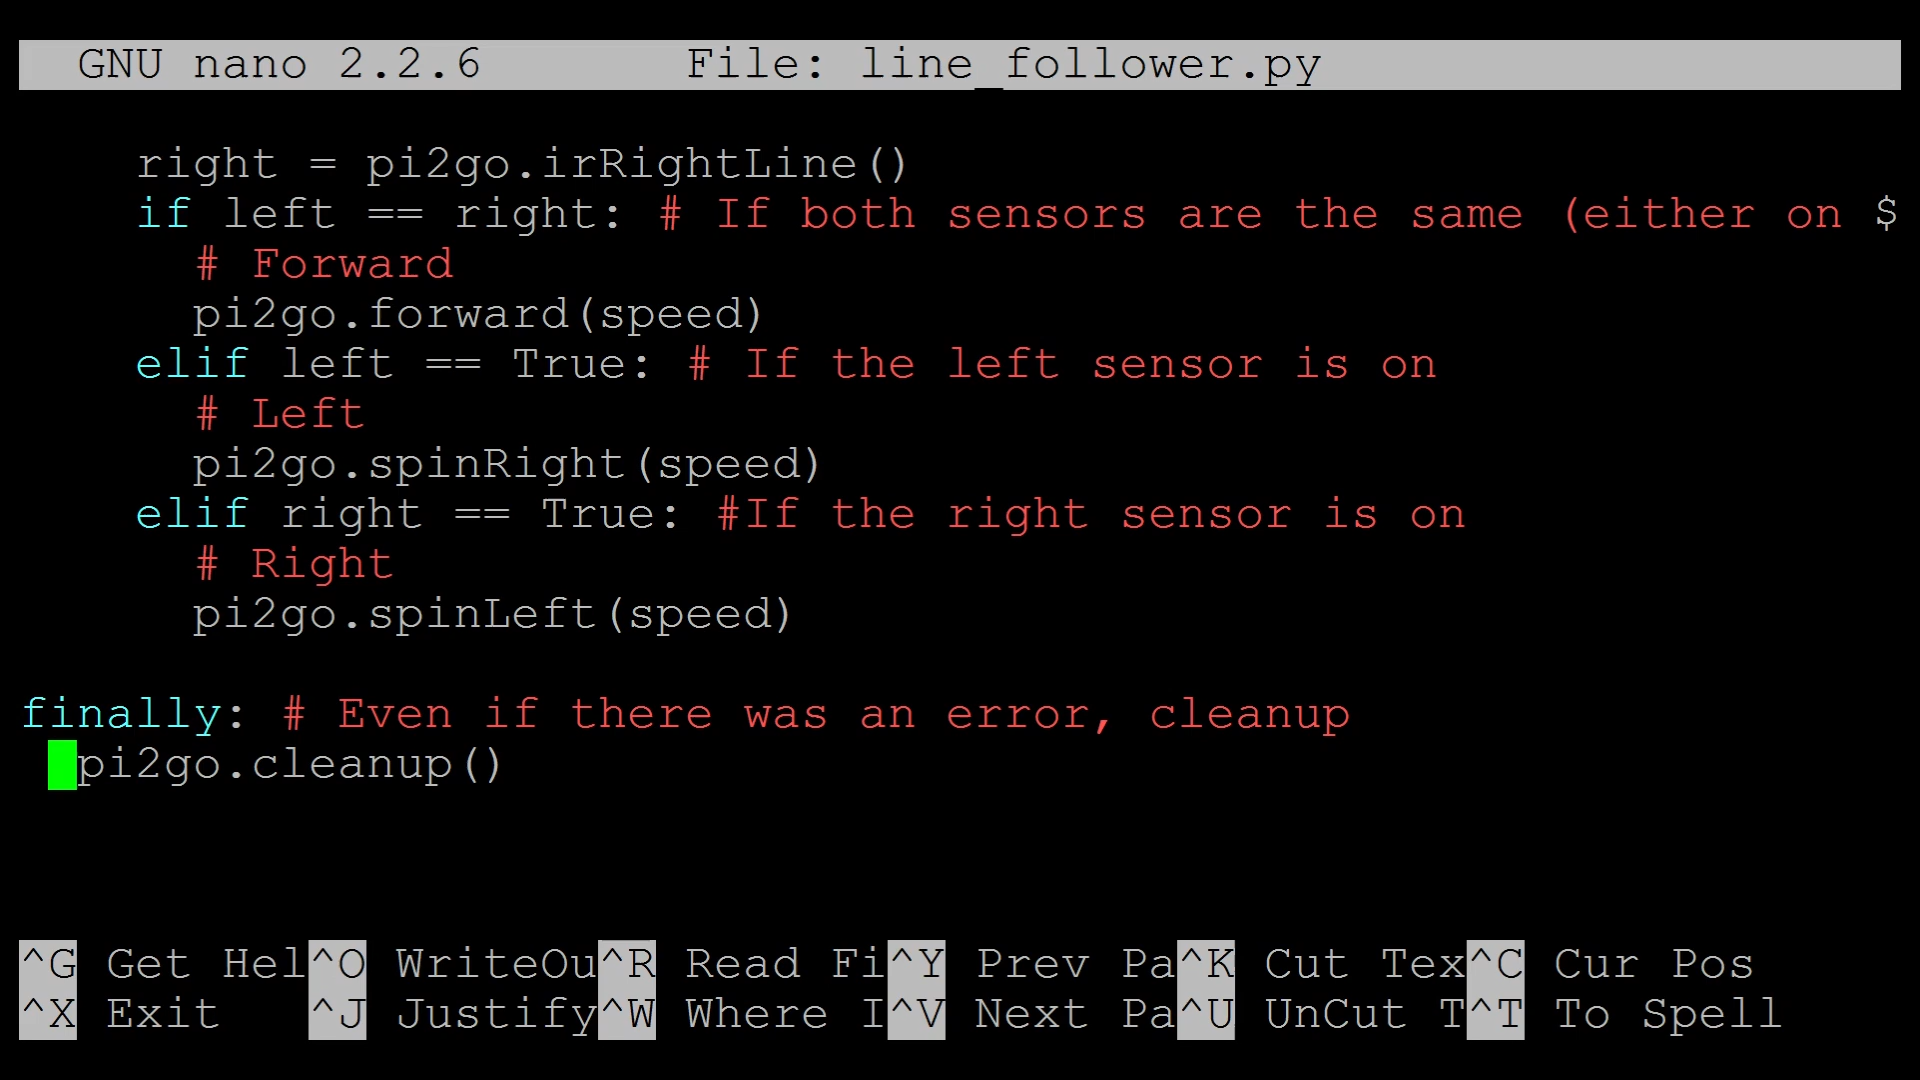 GNU nano 2.2.6 File: line_follower.py
right = pi2go.irRightLine()
if left == right: # If both sensors are the same (either on $
# Forward
pi2go.forward(speed)
elif left == True: # If the left sensor is on
# Left
pi2go.spinRight(speed)
elif right == True: #If the right sensor is on
# Right
pi2go.spinLeft(speed)
finally: # Even if there was an error, cleanup
pi2go.cleanup()
^G Get Hel^O WriteOu^R Read Fi^Y Prev Pa^K Cut Tex^C Cur Pos
^X Exit ^J Justify^W Where I^V Next Pa^U UnCut T^T To Spell